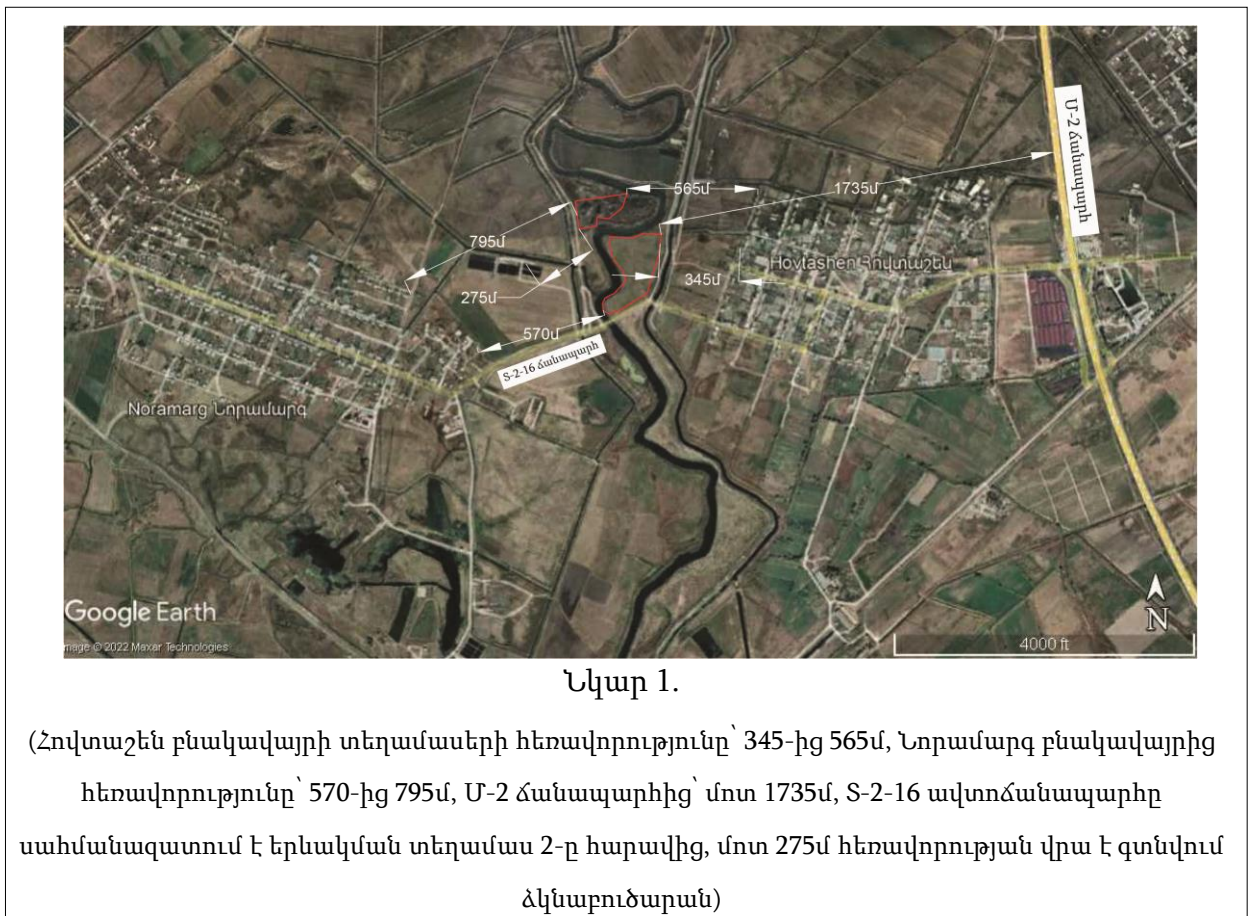 565մ
1735մ
Մ-2 ճանապարհ
795մ
275մ
345մ
Hovtashen Հովտաշեն
570մ
Տ-2-16 ճանապարհ
Noramarg Նորամարգ
N
Google Earth
4000 ft
mage © 2022 Maxar Technologies
Նկար 1.
(Հովտաշեն բնակավայրի տեղամասերի հեռավորությունը՝ 345-ից 565մ, Նորամարգ բնակավայրից
հեռավորությունը՝ 570-ից 795մ, Մ-2 ճանապարհից՝ մոտ 1735մ, Տ-2-16 ավտոճանապարհը
սահմանազատում է երևակման տեղամաս 2-ը հարավից, մոտ 275մ հեռավորության վրա է գտնվում
ձկնաբուծարան)